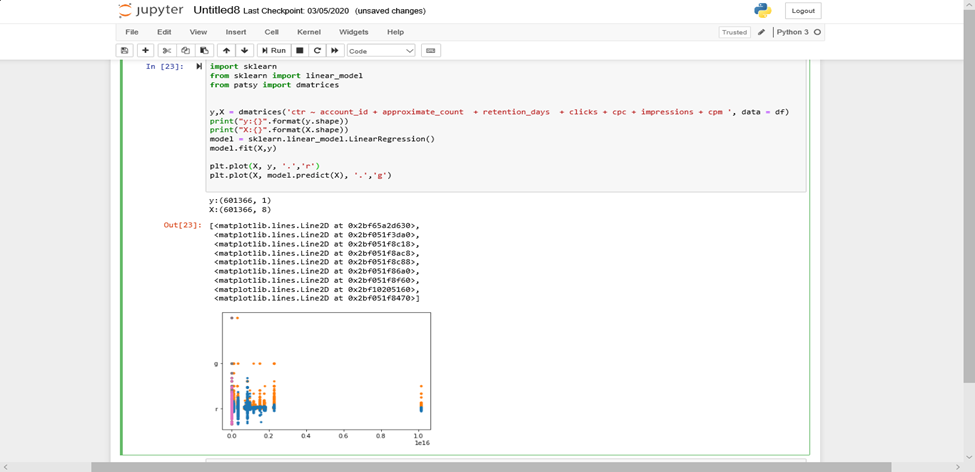 jupyter Untitled8 Last Checkpoint: 03/05/2020 (unsaved changes)
Logout
File Edit View Insert Cell Kernel Widgets Help
Trusted Python 3
Run Code
In [23]: import sklearn
from sklearn import linear_model
from patsy import dmatrices
y,X = dmatrices('ctr ~ account_id + approximate_count  + retention_days  + clicks + cpc + impressions + cpm ', data = df)
print("y:{}".format(y.shape))
print("X:{}".format(X.shape))
model = sklearn.linear_model.LinearRegression()
model.fit(X,y)
plt.plot(X, y, '.','r')
plt.plot(X, model.predict(X), '.','g')
y:(601366, 1)
X:(601366, 8)
Out[23]: [<matplotlib.lines.Line2D at 0x2bf65a2d630>,
<matplotlib.lines.Line2D at 0x2bf051f3da0>,
<matplotlib.lines.Line2D at 0x2bf051f8c18>,
<matplotlib.lines.Line2D at 0x2bf051f8ac8>,
<matplotlib.lines.Line2D at 0x2bf051f8c88>,
<matplotlib.lines.Line2D at 0x2bf051f86a0>,
<matplotlib.lines.Line2D at 0x2bf051f8f60>,
<matplotlib.lines.Line2D at 0x2bf10205160>,
<matplotlib.lines.Line2D at 0x2bf051f8470>]
g
r
0.0 0.2 0.4 0.6 0.8 1.0
1e16